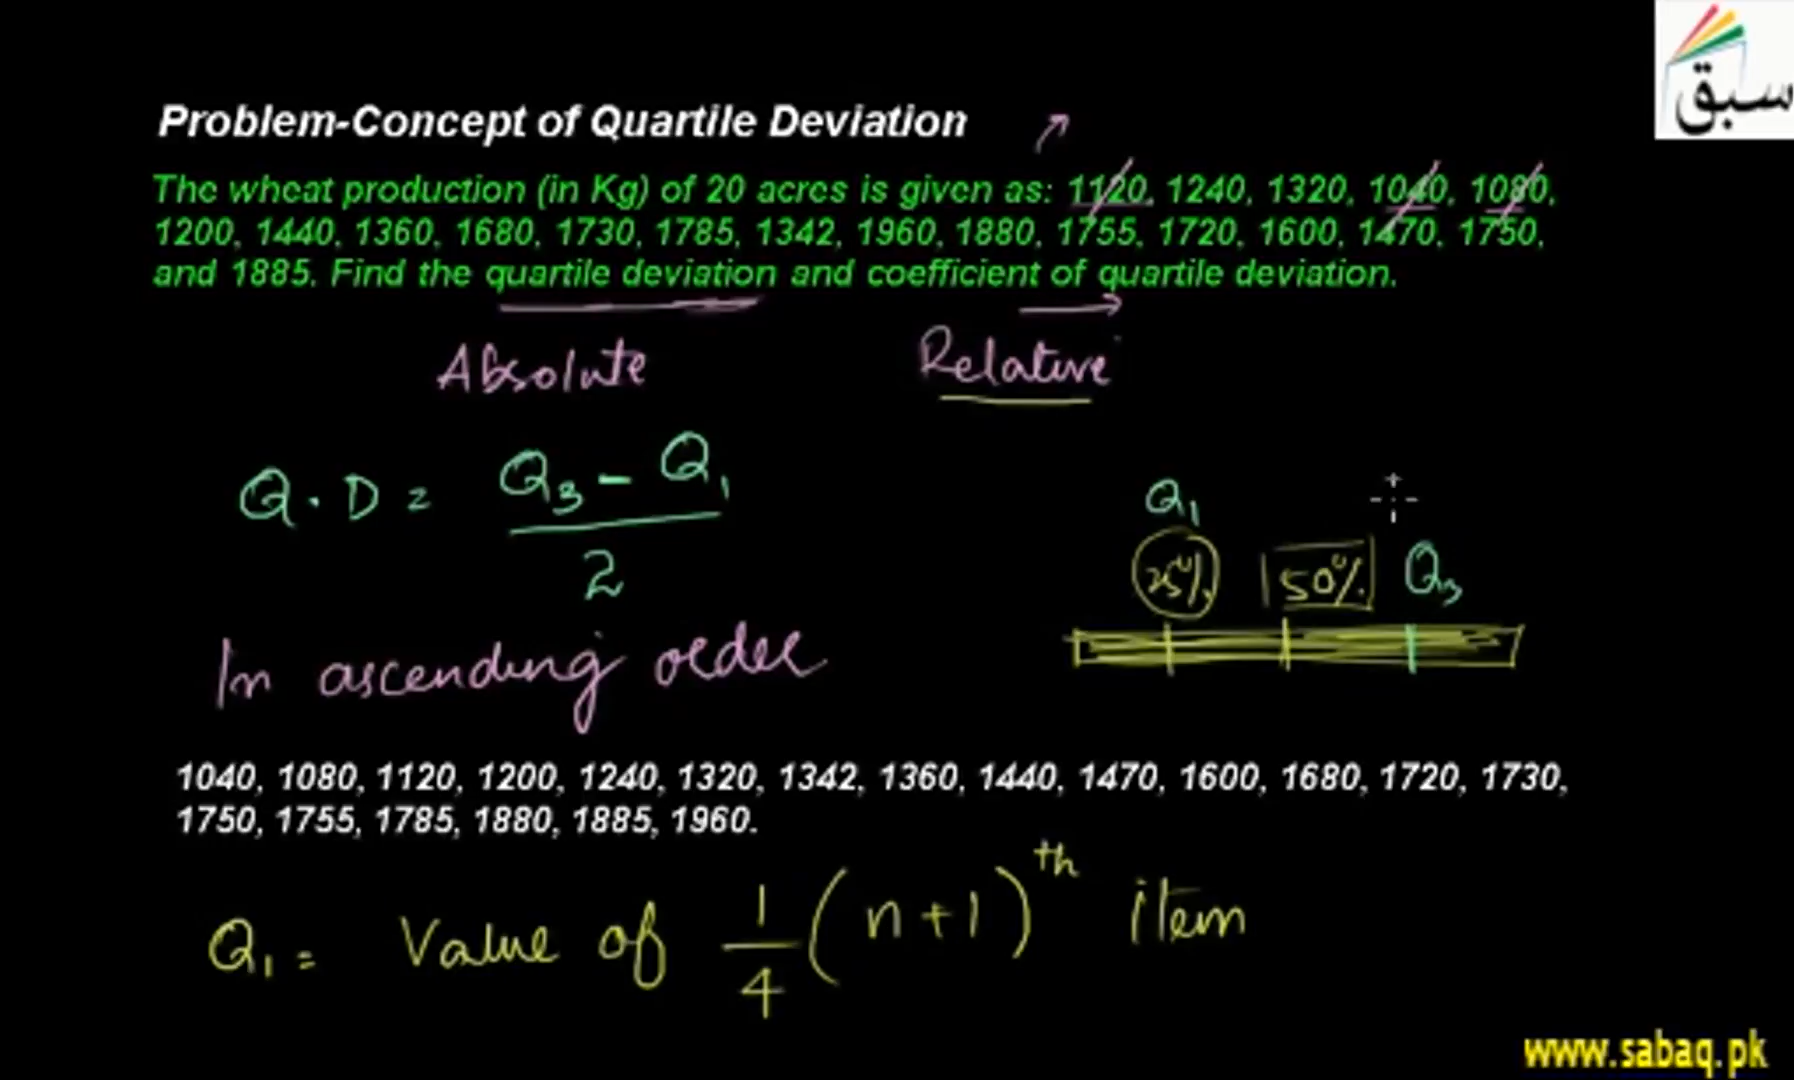 سبق
Problem-Concept of Quartile Deviation
The wheat production (in Kg) of 20 acres is given as: 1120, 1240, 1320, 1040, 1080,
1200, 1440, 1360, 1680, 1730, 1785, 1342, 1960, 1880, 1755, 1720, 1600, 1470, 1750,
and 1885. Find the quartile deviation and coefficient of quartile deviation.
Absolute Relative
Q.D = Q3 - Q1
2
Q1
25% 50% Q3
In ascending order
1040, 1080, 1120, 1200, 1240, 1320, 1342, 1360, 1440, 1470, 1600, 1680, 1720, 1730,
1750, 1755, 1785, 1880, 1885, 1960.
Q1 = Value of 1/4 (n+1)th item
www.sabaq.pk